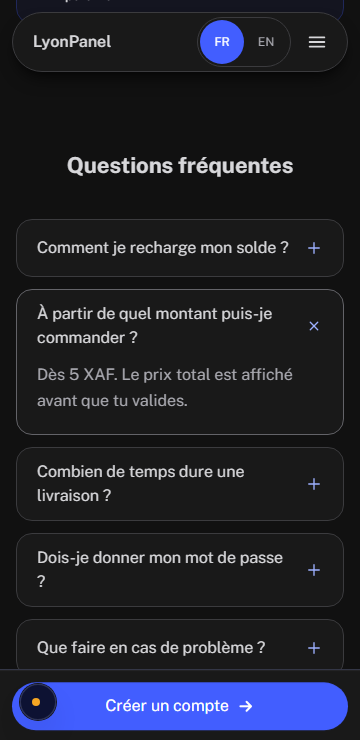 LyonPanel
FR
EN
Questions fréquentes
Comment je recharge mon solde ?
À partir de quel montant puis-je
commander ?
Dès 5 XAF. Le prix total est affiché
avant que tu valides.
Combien de temps dure une
livraison ?
Dois-je donner mon mot de passe
?
Que faire en cas de problème ?
Créer un compte →